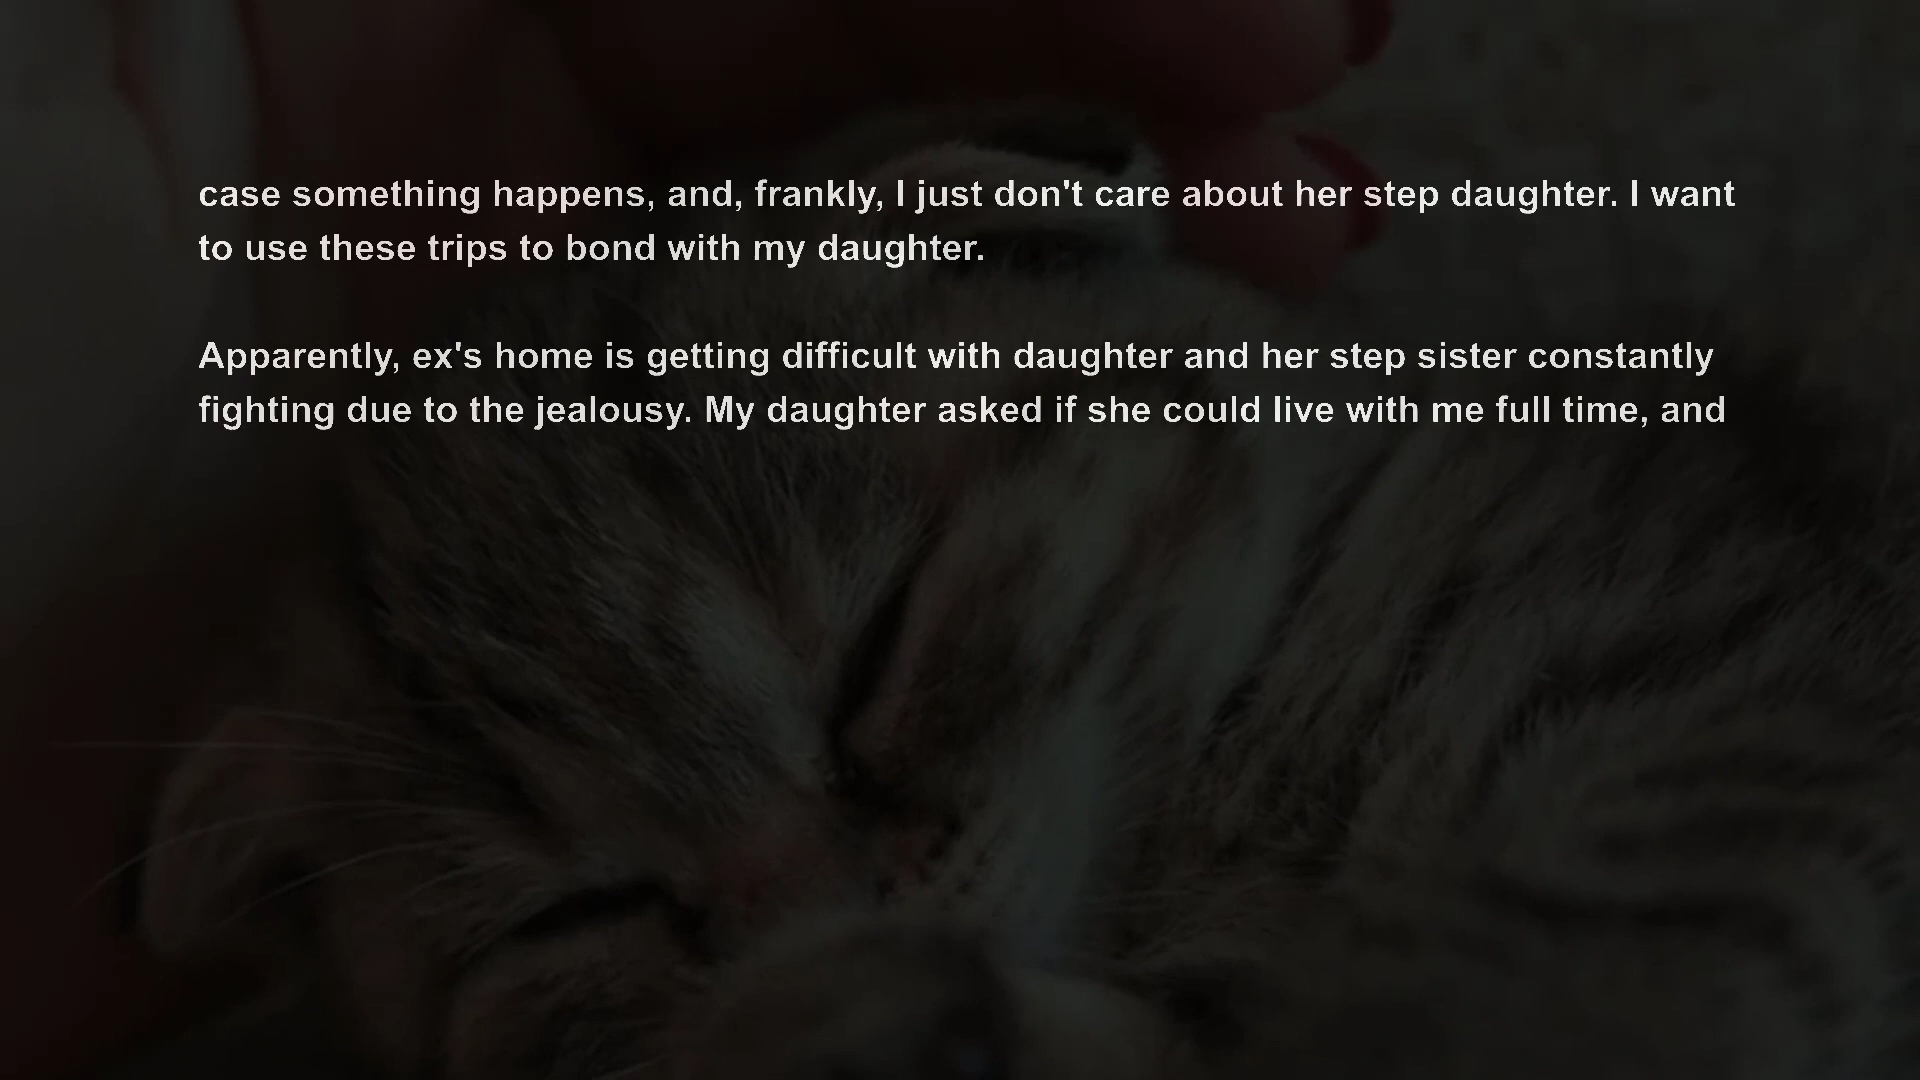 case something happens, and, frankly, I just don't care about her step daughter. I want
to use these trips to bond with my daughter.
Apparently, ex's home is getting difficult with daughter and her step sister constantly
fighting due to the jealousy. My daughter asked if she could live with me full time, and